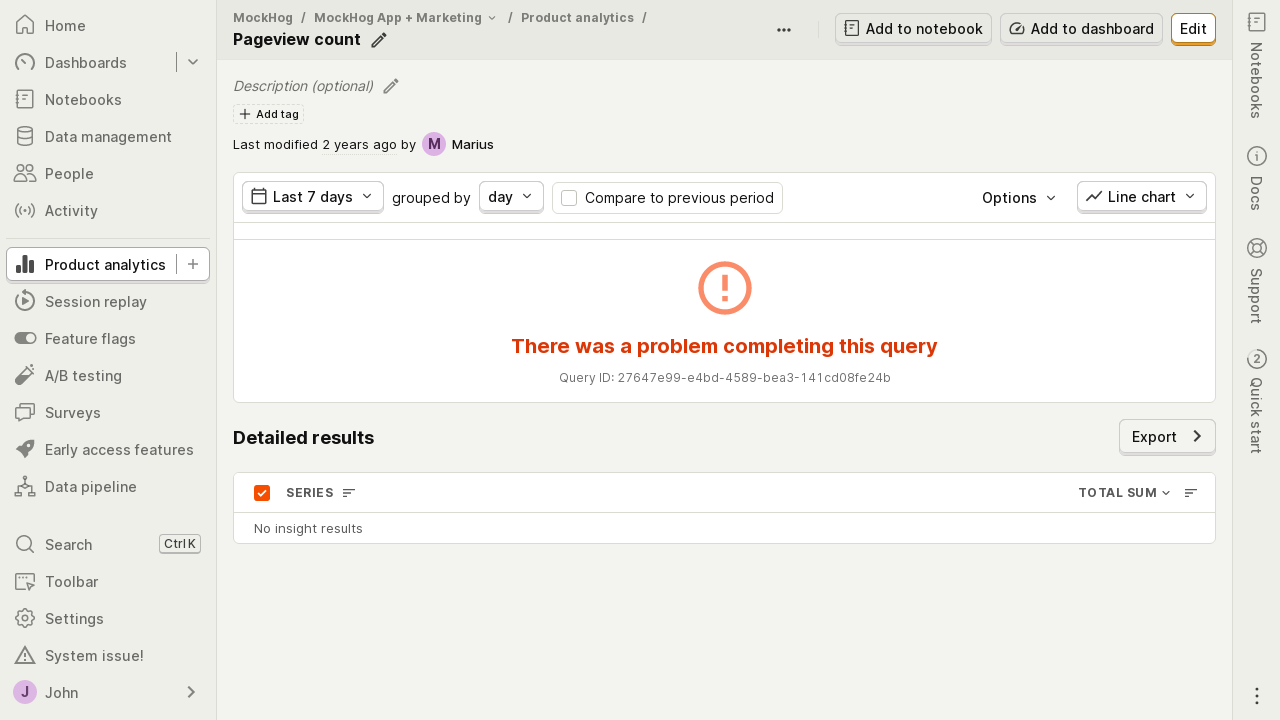 Home
Dashboards
Notebooks
Data management
People
Activity
Product analytics
Session replay
Feature flags
A/B testing
Surveys
Early access features
Data pipeline
Search Ctrl K
Toolbar
Settings
System issue!
J John
MockHog / MockHog App + Marketing / Product analytics /
Pageview count
Add to notebook
Add to dashboard
Edit
Description (optional)
Add tag
Last modified 2 years ago by M Marius
Last 7 days grouped by day Compare to previous period Options Line chart
There was a problem completing this query
Query ID: 27647e99-e4bd-4589-bea3-141cd08fe24b
Detailed results
Export
SERIES TOTAL SUM
No insight results
Notebooks
Docs
Support
2 Quick start